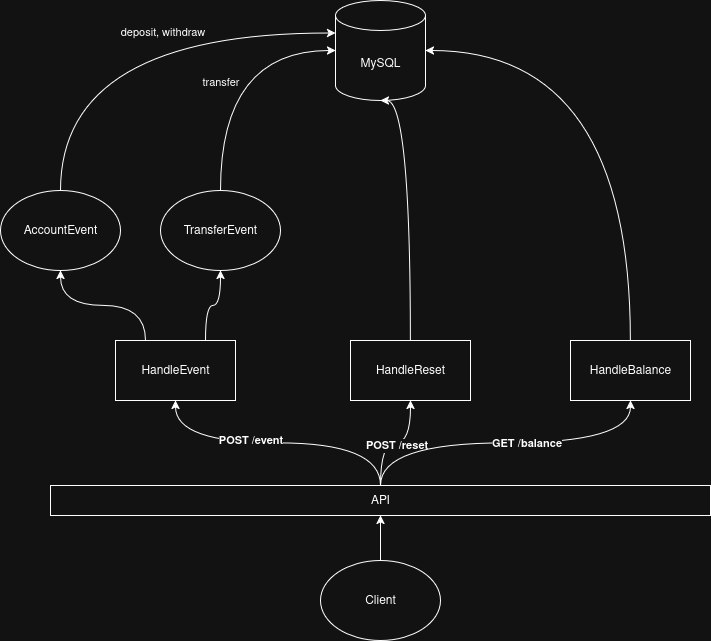 deposit, withdraw
MySQL
transfer
AccountEvent
TransferEvent
HandleEvent
HandleReset
HandleBalance
POST /event
POST /reset
GET /balance
API
Client